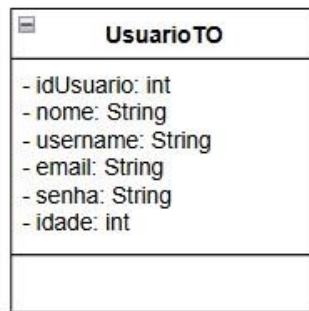 UsuarioTO
- idUsuario: int
- nome: String
- username: String
- email: String
- senha: String
- idade: int